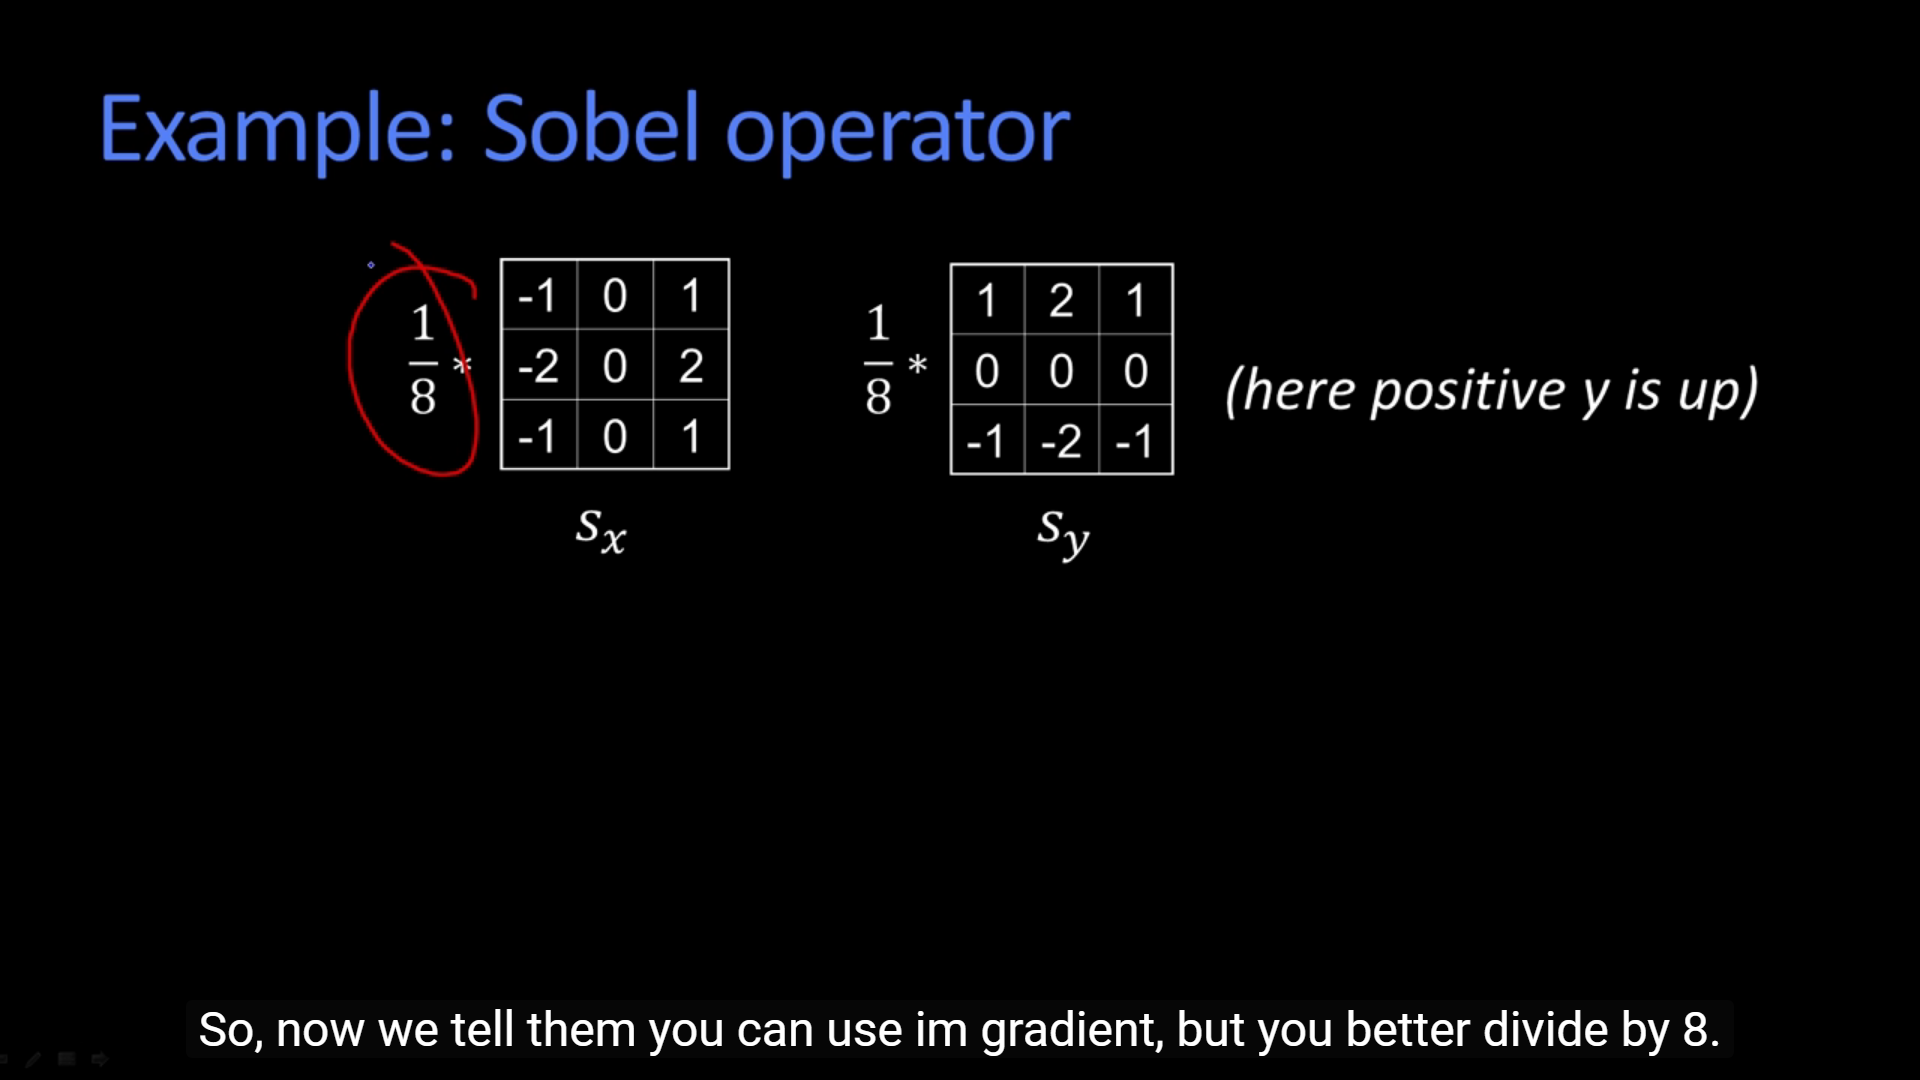 Example: Sobel operator
1/8 *
-1 0 1
-2 0 2
-1 0 1
s_x
1/8 *
1 2 1
0 0 0
-1 -2 -1
s_y
(here positive y is up)
So, now we tell them you can use im gradient, but you better divide by 8.